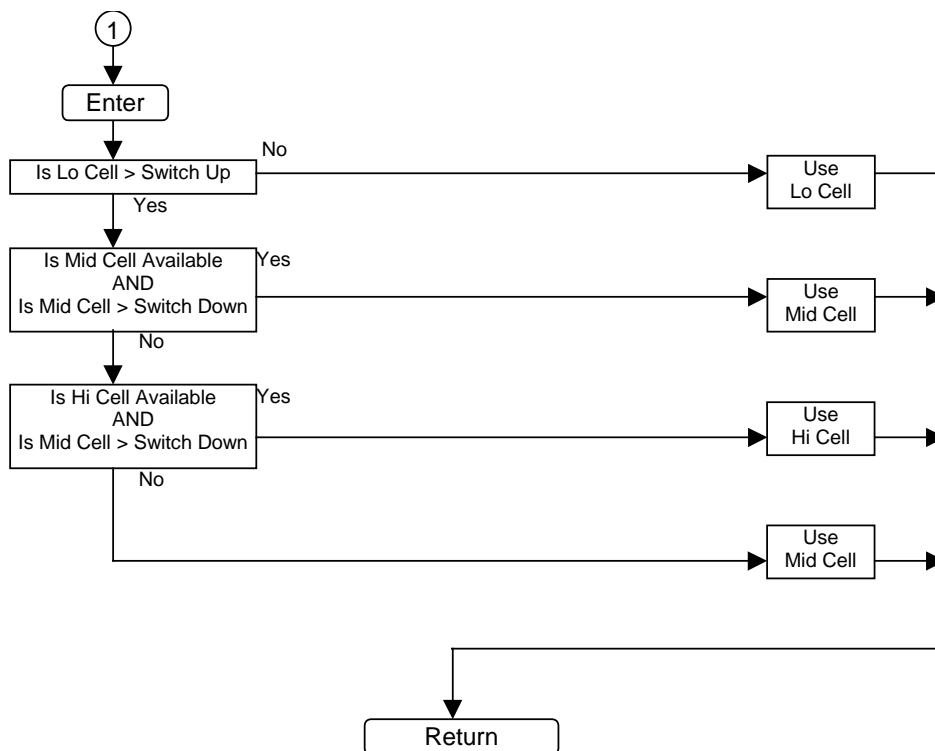 1
Enter
Is Lo Cell > Switch Up
No
Use
Lo Cell
Yes
Is Mid Cell Available
AND
Is Mid Cell > Switch Down
Yes
Use
Mid Cell
No
Is Hi Cell Available
AND
Is Mid Cell > Switch Down
Yes
Use
Hi Cell
No
Use
Mid Cell
Return